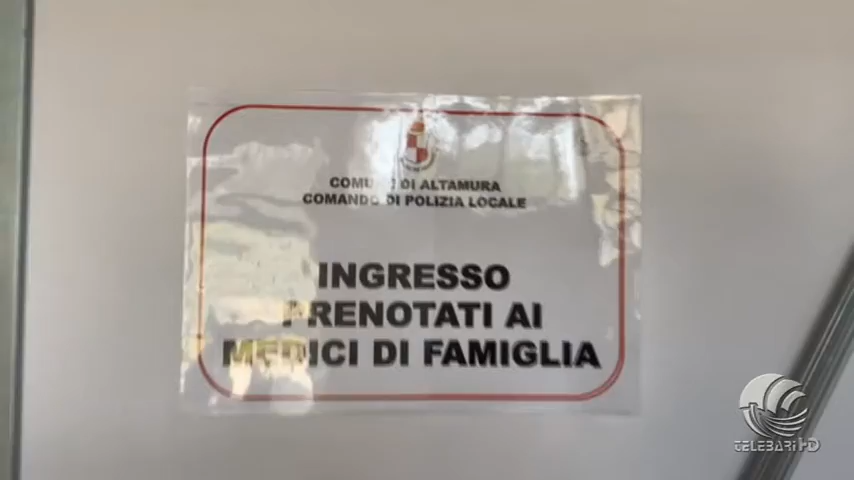 COMUNE DI ALTAMURA
COMANDO DI POLIZIA LOCALE
INGRESSO
PRENOTATI AI
MEDICI DI FAMIGLIA
TELEBARI HD